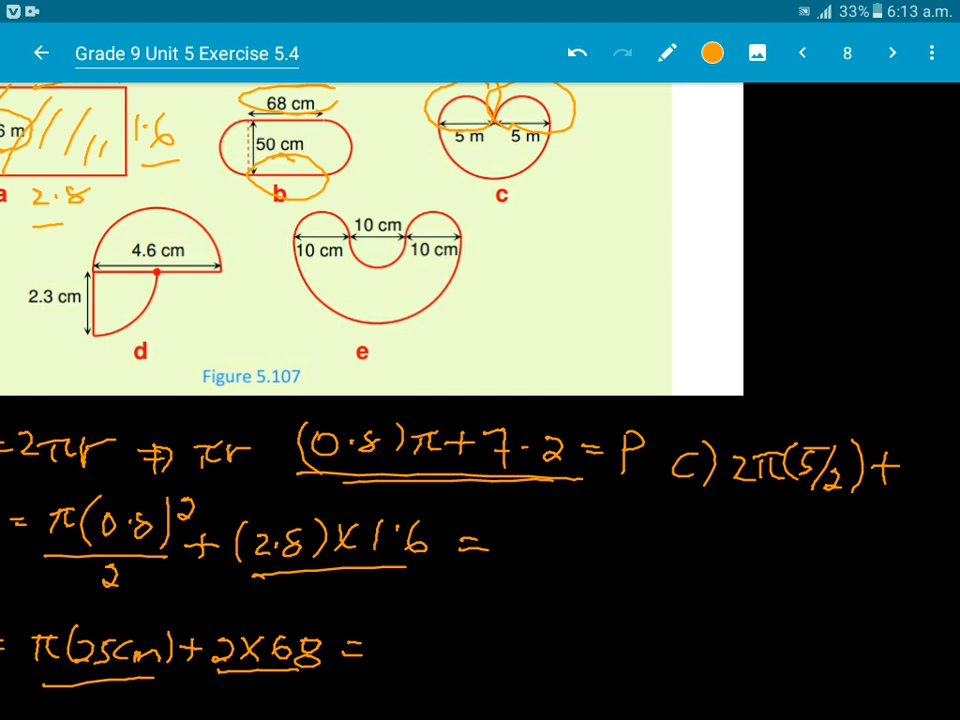 33% 6:13 a.m.
Grade 9 Unit 5 Exercise 5.4
8
6 m
1.6
2.8
a
68 cm
50 cm
b
5 m 5 m
c
4.6 cm
2.3 cm
d
10 cm
10 cm 10 cm
e
Figure 5.107
=2πr ⇒ πr (0.8)π+7.2=P c) 2π(5/2)+
= π(0.8)²/2 + (2.8)×1.6 =
= π(25cm)+2×68=